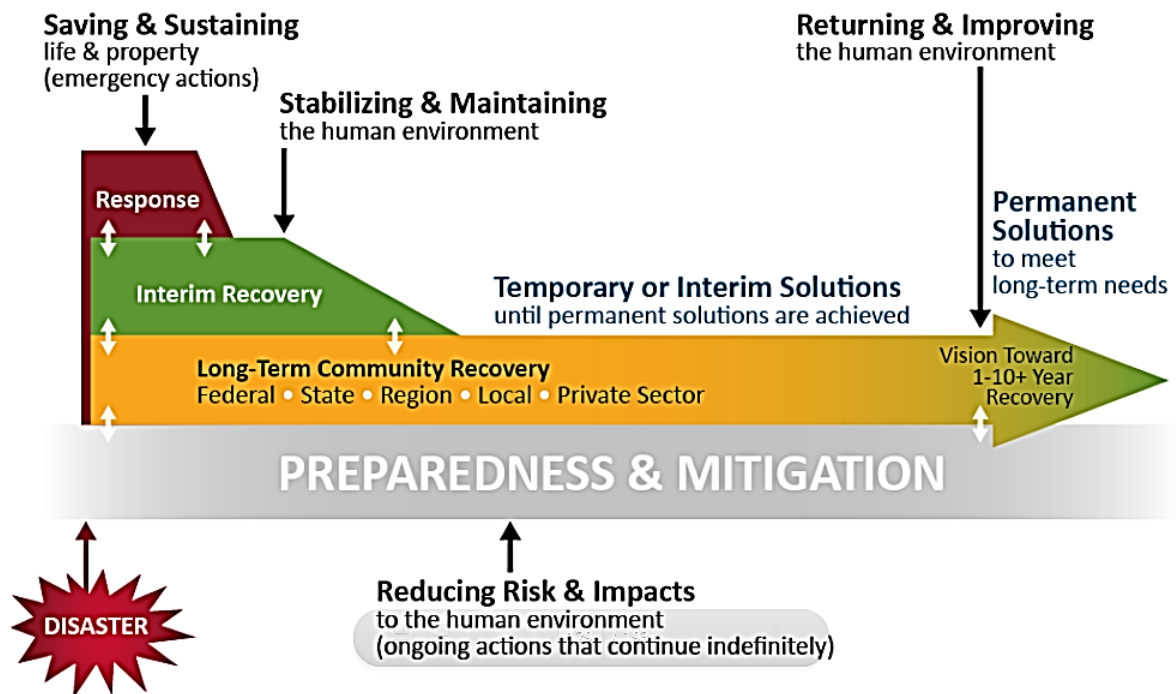 Saving & Sustaining
life & property
(emergency actions)
Returning & Improving
the human environment
Stabilizing & Maintaining
the human environment
Response
Permanent
Solutions
to meet
long-term needs
Interim Recovery
Temporary or Interim Solutions
until permanent solutions are achieved
Long-Term Community Recovery
Federal • State • Region • Local • Private Sector
Vision Toward
1-10+ Year
Recovery
PREPAREDNESS & MITIGATION
DISASTER
Reducing Risk & Impacts
to the human environment
(ongoing actions that continue indefinitely)